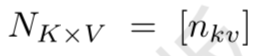 N_{K×V} = [n_{kv}]